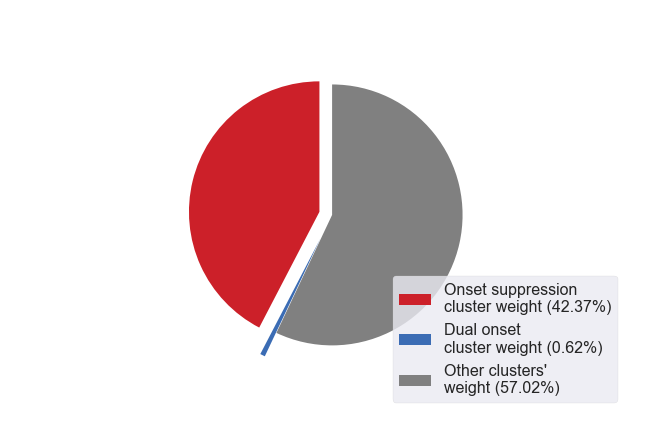 Onset suppression
cluster weight (42.37%)
Dual onset
cluster weight (0.62%)
Other clusters'
weight (57.02%)